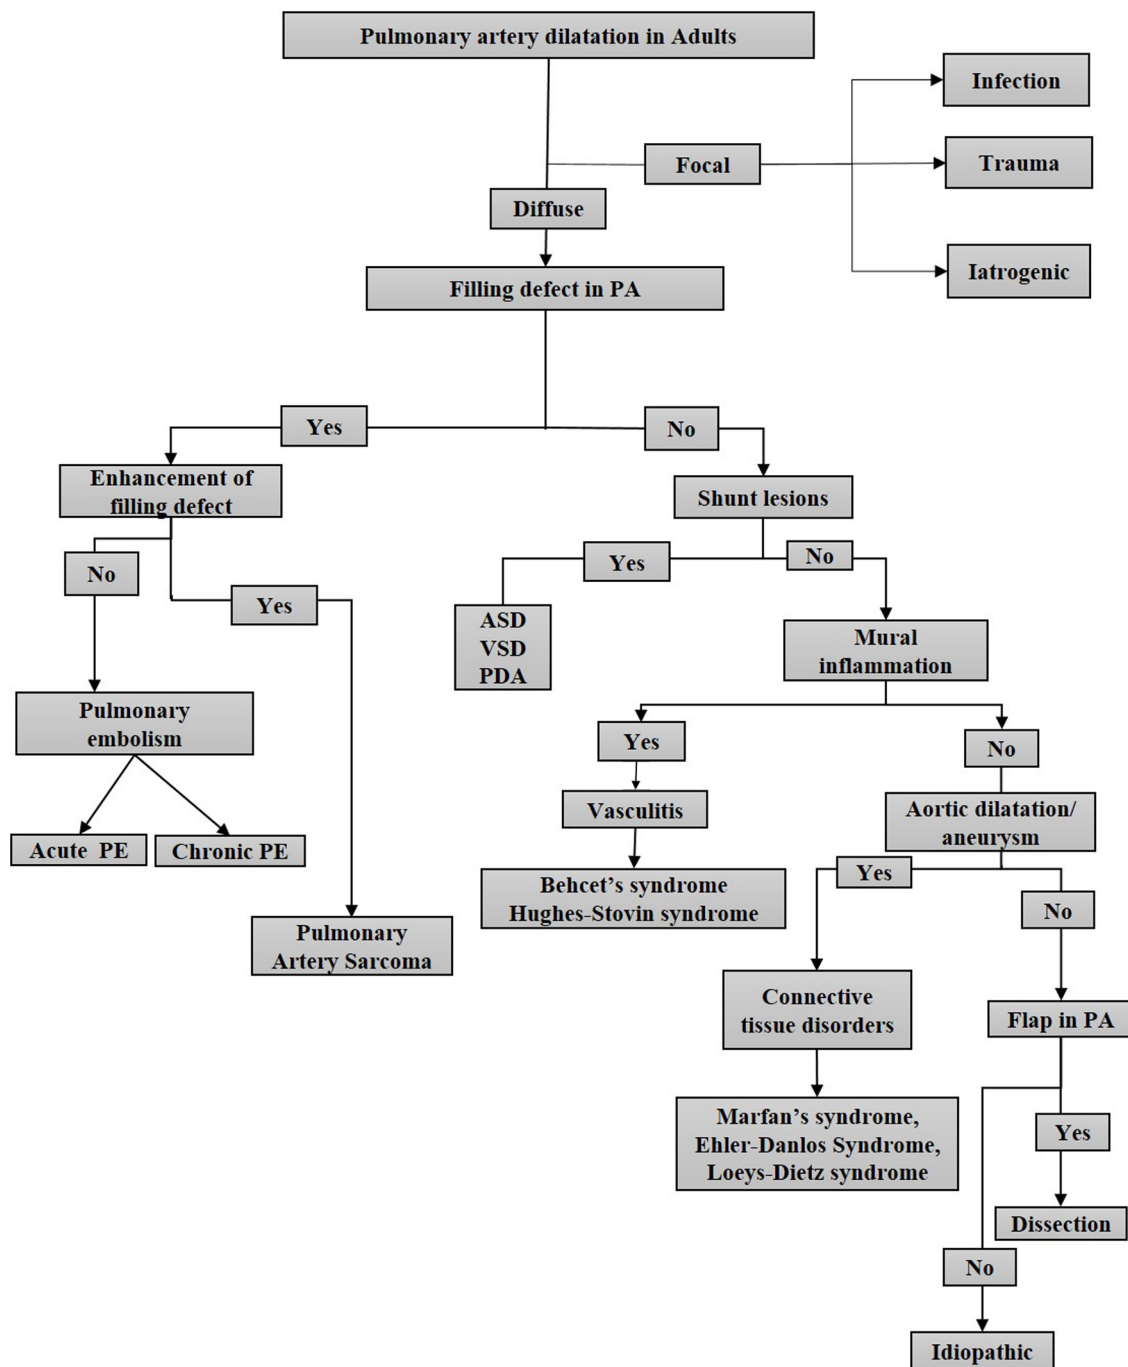 Pulmonary artery dilatation in Adults
Infection
Focal
Trauma
Diffuse
Iatrogenic
Filling defect in PA
Yes
No
Enhancement of
filling defect
Shunt lesions
No
Yes
Yes
No
ASD
VSD
PDA
Mural
inflammation
Pulmonary
embolism
Yes
No
Acute PE
Chronic PE
Vasculitis
Aortic dilatation/
aneurysm
Behcet's syndrome
Hughes-Stovin syndrome
Yes
No
Pulmonary
Artery Sarcoma
Connective
tissue disorders
Flap in PA
Marfan's syndrome,
Ehler-Danlos Syndrome,
Loeys-Dietz syndrome
Yes
Dissection
No
Idiopathic